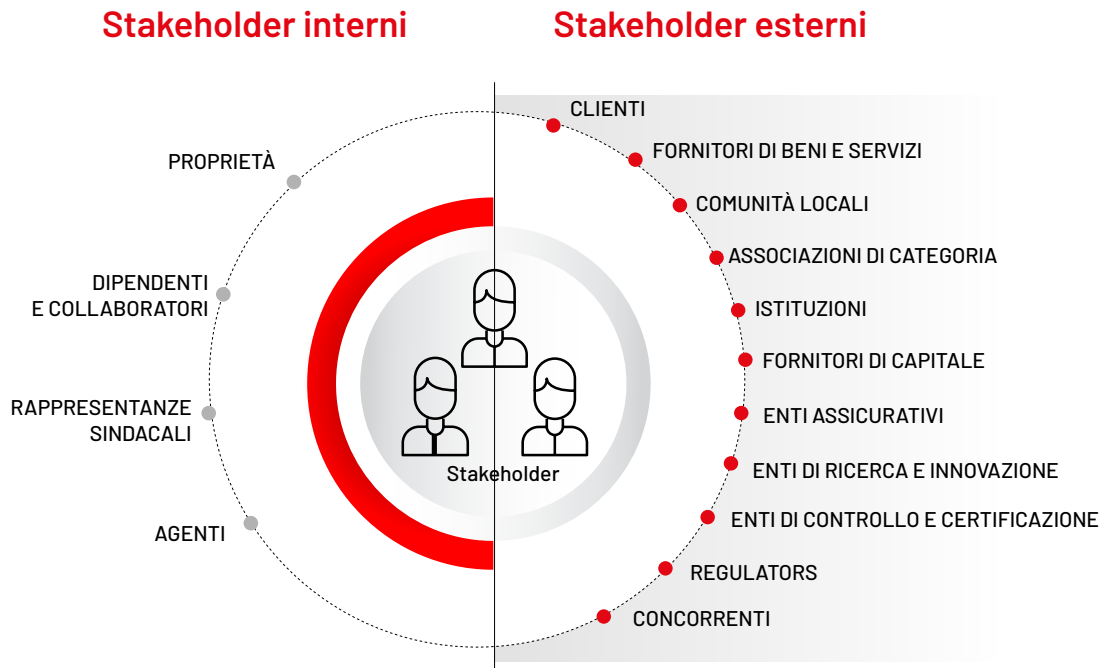 Stakeholder interni
Stakeholder esterni
PROPRIETÀ
DIPENDENTI
E COLLABORATORI
RAPPRESENTANZE
SINDACALI
AGENTI
Stakeholder
CLIENTI
FORNITORI DI BENI E SERVIZI
COMUNITÀ LOCALI
ASSOCIAZIONI DI CATEGORIA
ISTITUZIONI
FORNITORI DI CAPITALE
ENTI ASSICURATIVI
ENTI DI RICERCA E INNOVAZIONE
ENTI DI CONTROLLO E CERTIFICAZIONE
REGULATORS
CONCORRENTI